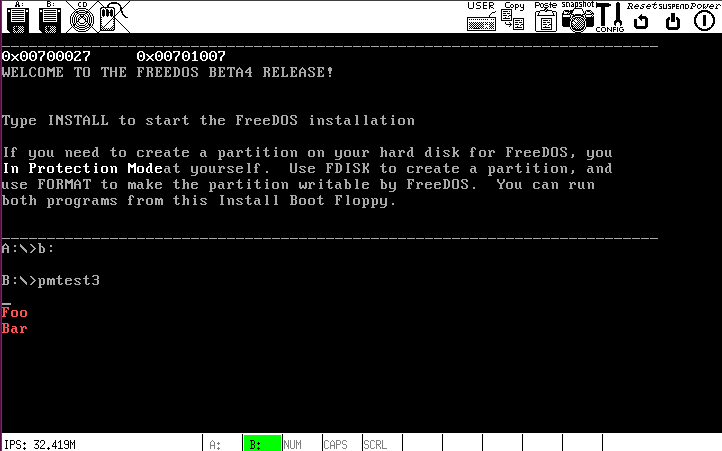 A: B: CD USER Copy Paste snapshot CONFIG Reset SUSPEND Power
0x00700027 0x00701007
WELCOME TO THE FREEDOS BETA4 RELEASE!
Type INSTALL to start the FreeDOS installation
If you need to create a partition on your hard disk for FreeDOS, you
In Protection Modeat yourself. Use FDISK to create a partition, and
use FORMAT to make the partition writable by FreeDOS. You can run
both programs from this Install Boot Floppy.
A:\>b:
B:\>pmtest3
Foo
Bar
IPS: 32.419M A: B: NUM CAPS SCRL